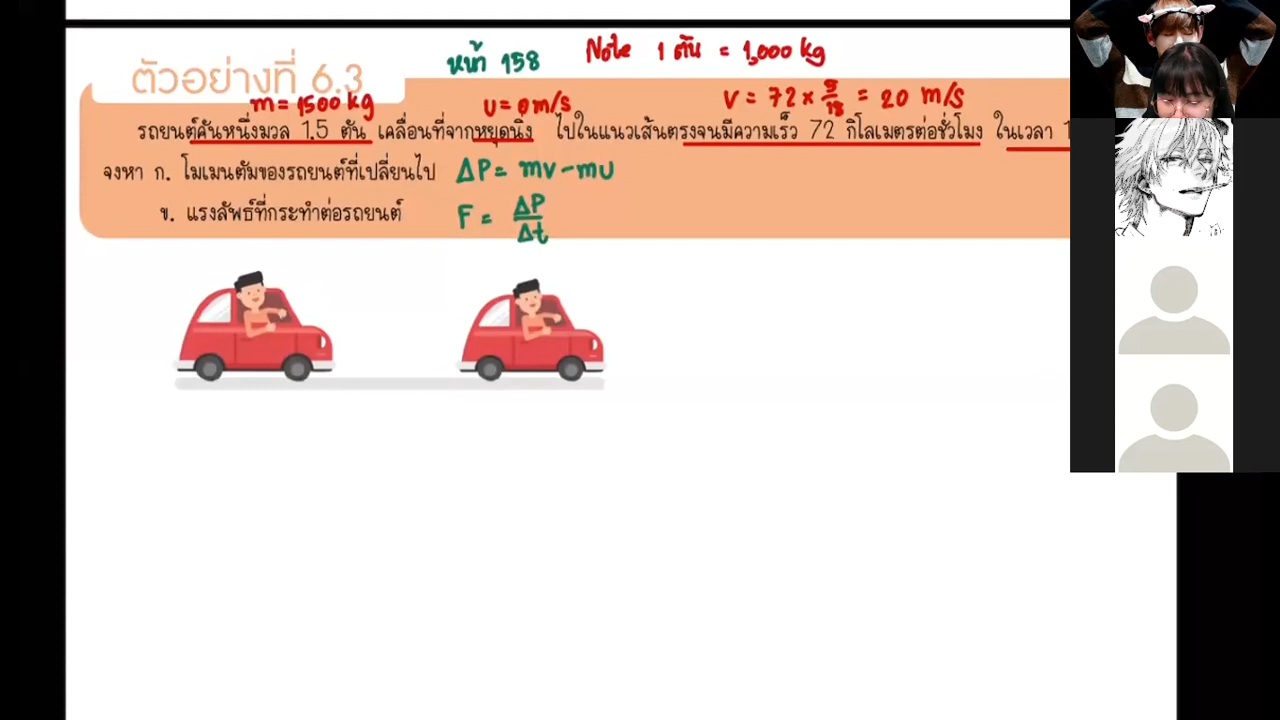 หน้า 158
Note 1 ตัน = 1,000 kg
ตัวอย่างที่ 6.3
m = 1500 kg
u = 0 m/s
v = 72 × 5/18 = 20 m/s
รถยนต์คันหนึ่งมวล 1.5 ตัน เคลื่อนที่จากหยุดนิ่ง ไปในแนวเส้นตรงจนมีความเร็ว 72 กิโลเมตรต่อชั่วโมง ในเวลา 1
จงหา ก. โมเมนตัมของรถยนต์ที่เปลี่ยนไป ΔP = mv - mu
ข. แรงลัพธ์ที่กระทำต่อรถยนต์ F = ΔP/Δt